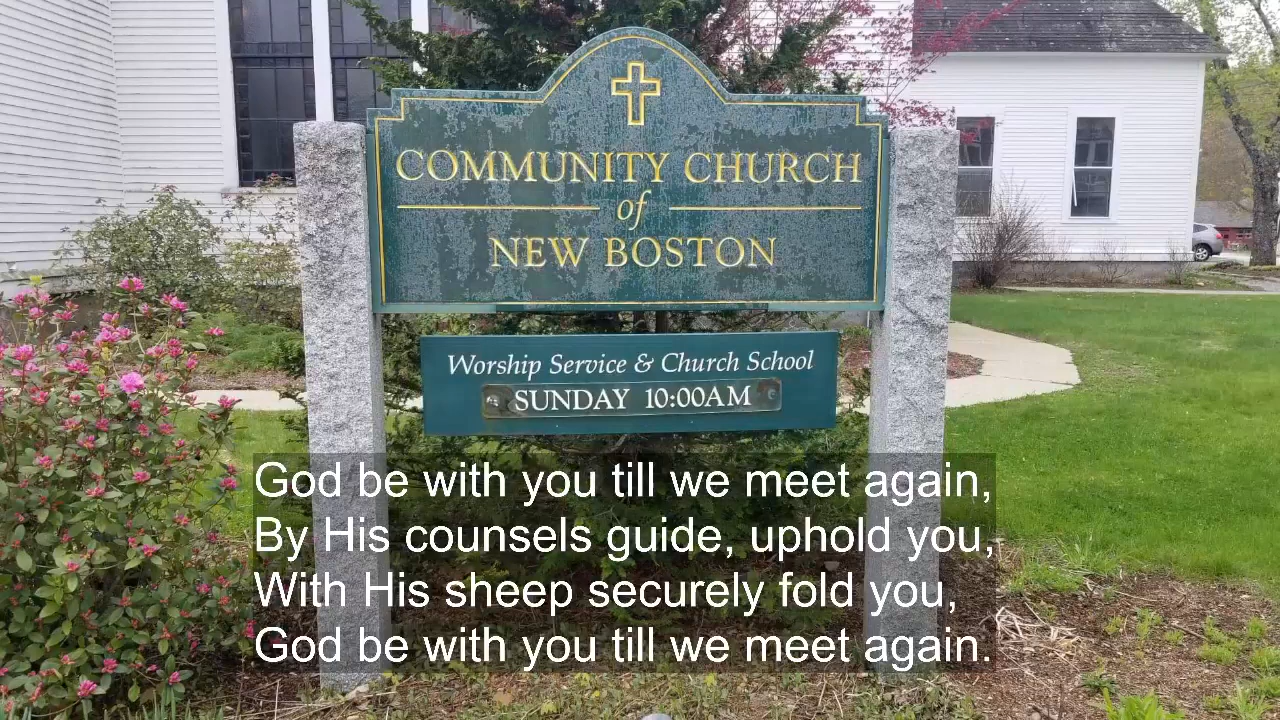 COMMUNITY CHURCH
of
NEW BOSTON
Worship Service & Church School
SUNDAY 10:00AM
God be with you till we meet again,
By His counsels guide, uphold you,
With His sheep securely fold you,
God be with you till we meet again.